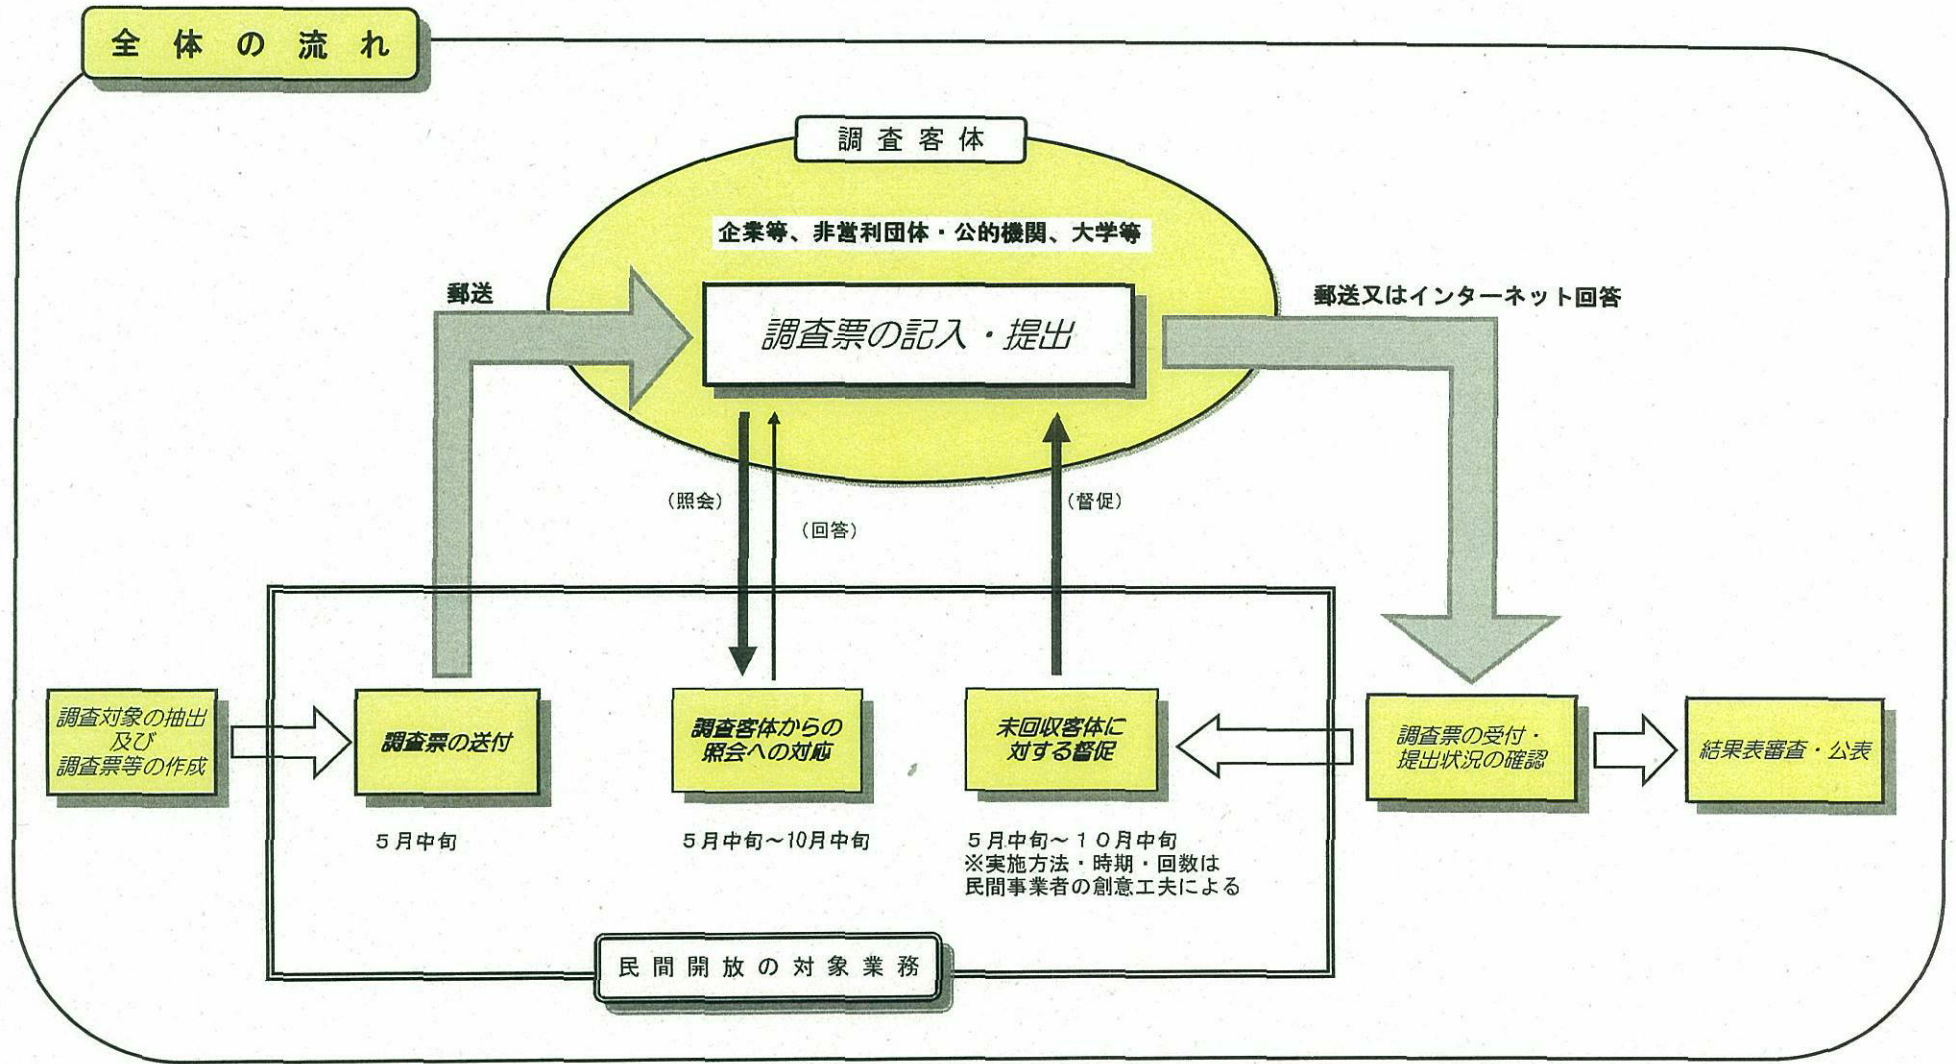 全体の流れ
調査客体
企業等、非営利団体・公的機関、大学等
郵送
調査票の記入・提出
郵送又はインターネット回答
（照会）
（回答）
（督促）
調査対象の抽出
及び
調査票等の作成
調査票の送付
調査客体からの
照会への対応
未回収客体に
対する督促
調査票の受付・
提出状況の確認
結果表審査・公表
５月中旬
５月中旬～10月中旬
５月中旬～１０月中旬
※実施方法・時期・回数は
民間事業者の創意工夫による
民間開放の対象業務